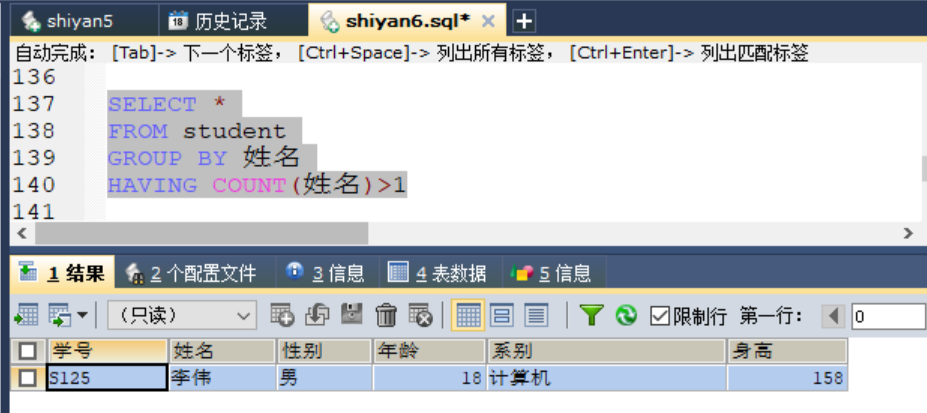 shiyan5 历史记录 shiyan6.sql*
自动完成： [Tab]-> 下一个标签， [Ctrl+Space]-> 列出所有标签， [Ctrl+Enter]-> 列出匹配标签
136
137 SELECT *
138 FROM student
139 GROUP BY 姓名
140 HAVING COUNT(姓名)>1
141
1 结果 2 个配置文件 3 信息 4 表数据 5 信息
（只读） 限制行 第一行： 0
学号 姓名 性别 年龄 系别 身高
S125 李伟 男 18 计算机 158